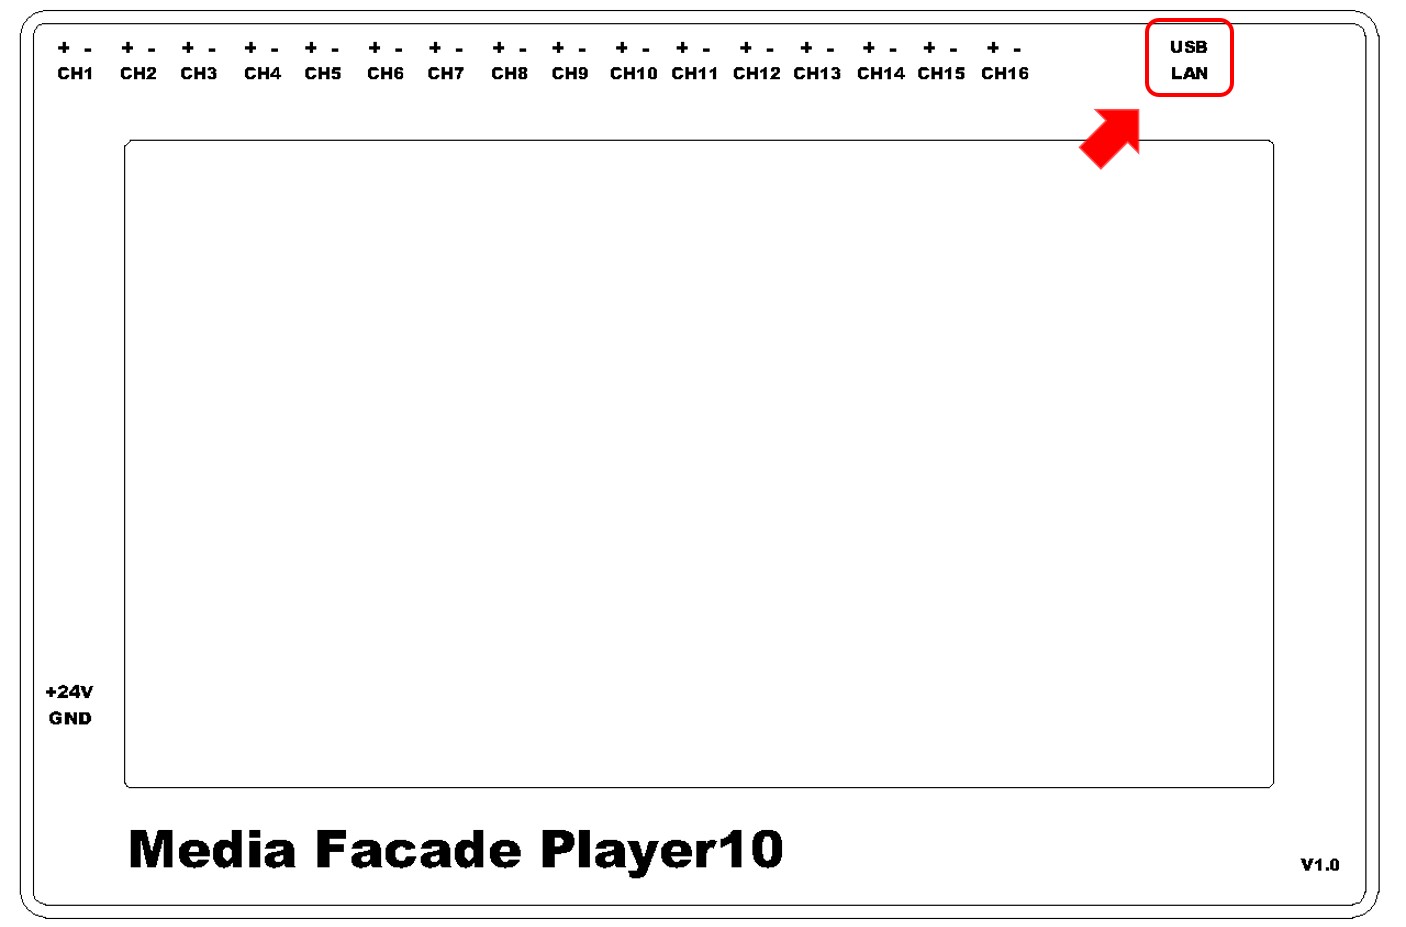 + - + - + - + - + - + - + - + - + - + - + - + - + - + - + - + - USB
CH1 CH2 CH3 CH4 CH5 CH6 CH7 CH8 CH9 CH10 CH11 CH12 CH13 CH14 CH15 CH16 LAN
+24V
GND
Media Facade Player10
V1.0